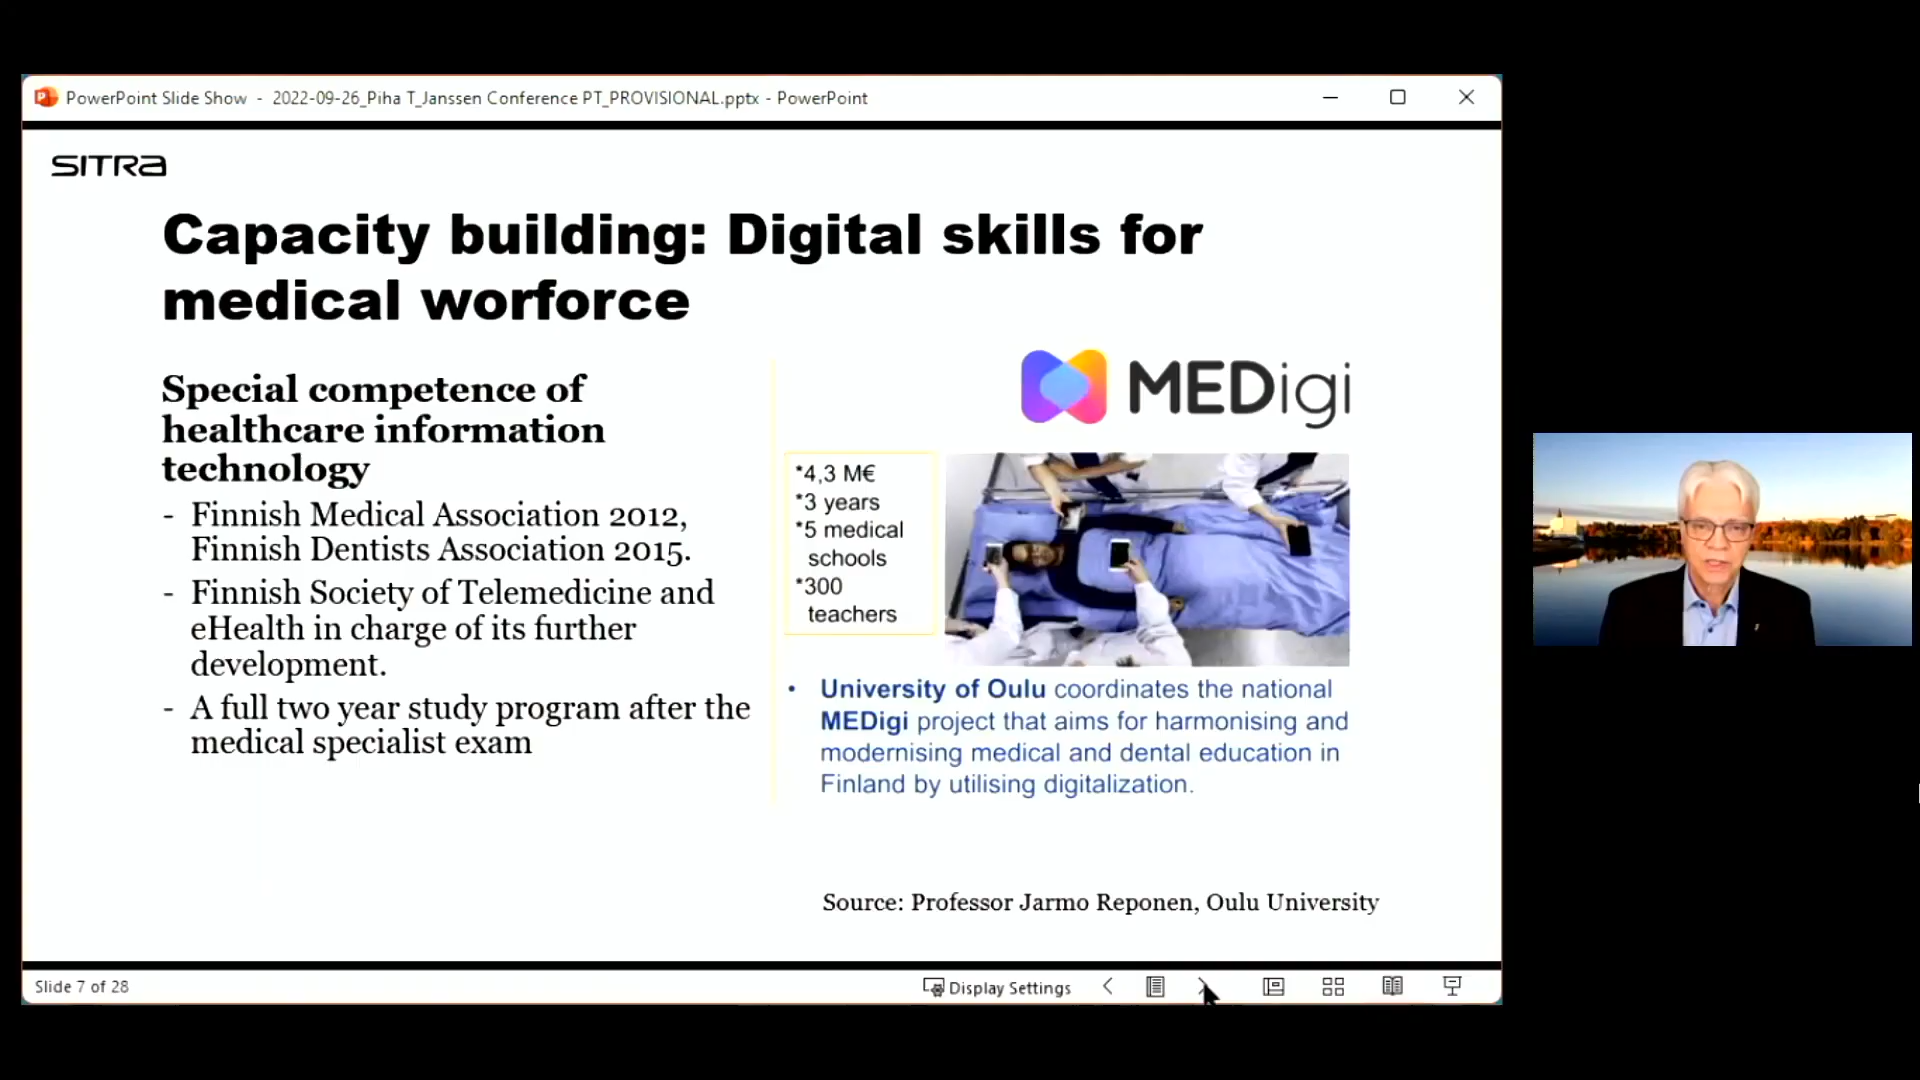 PowerPoint Slide Show - 2022-09-26_Piha T_Janssen Conference PT_PROVISIONAL.pptx - PowerPoint
SITRA
Capacity building: Digital skills for
medical worforce
Special competence of
healthcare information
technology
- Finnish Medical Association 2012,
Finnish Dentists Association 2015.
- Finnish Society of Telemedicine and
eHealth in charge of its further
development.
- A full two year study program after the
medical specialist exam
MEDigi
*4,3 M€
*3 years
*5 medical
schools
*300
teachers
• University of Oulu coordinates the national
MEDigi project that aims for harmonising and
modernising medical and dental education in
Finland by utilising digitalization.
Source: Professor Jarmo Reponen, Oulu University
Slide 7 of 28
Display Settings